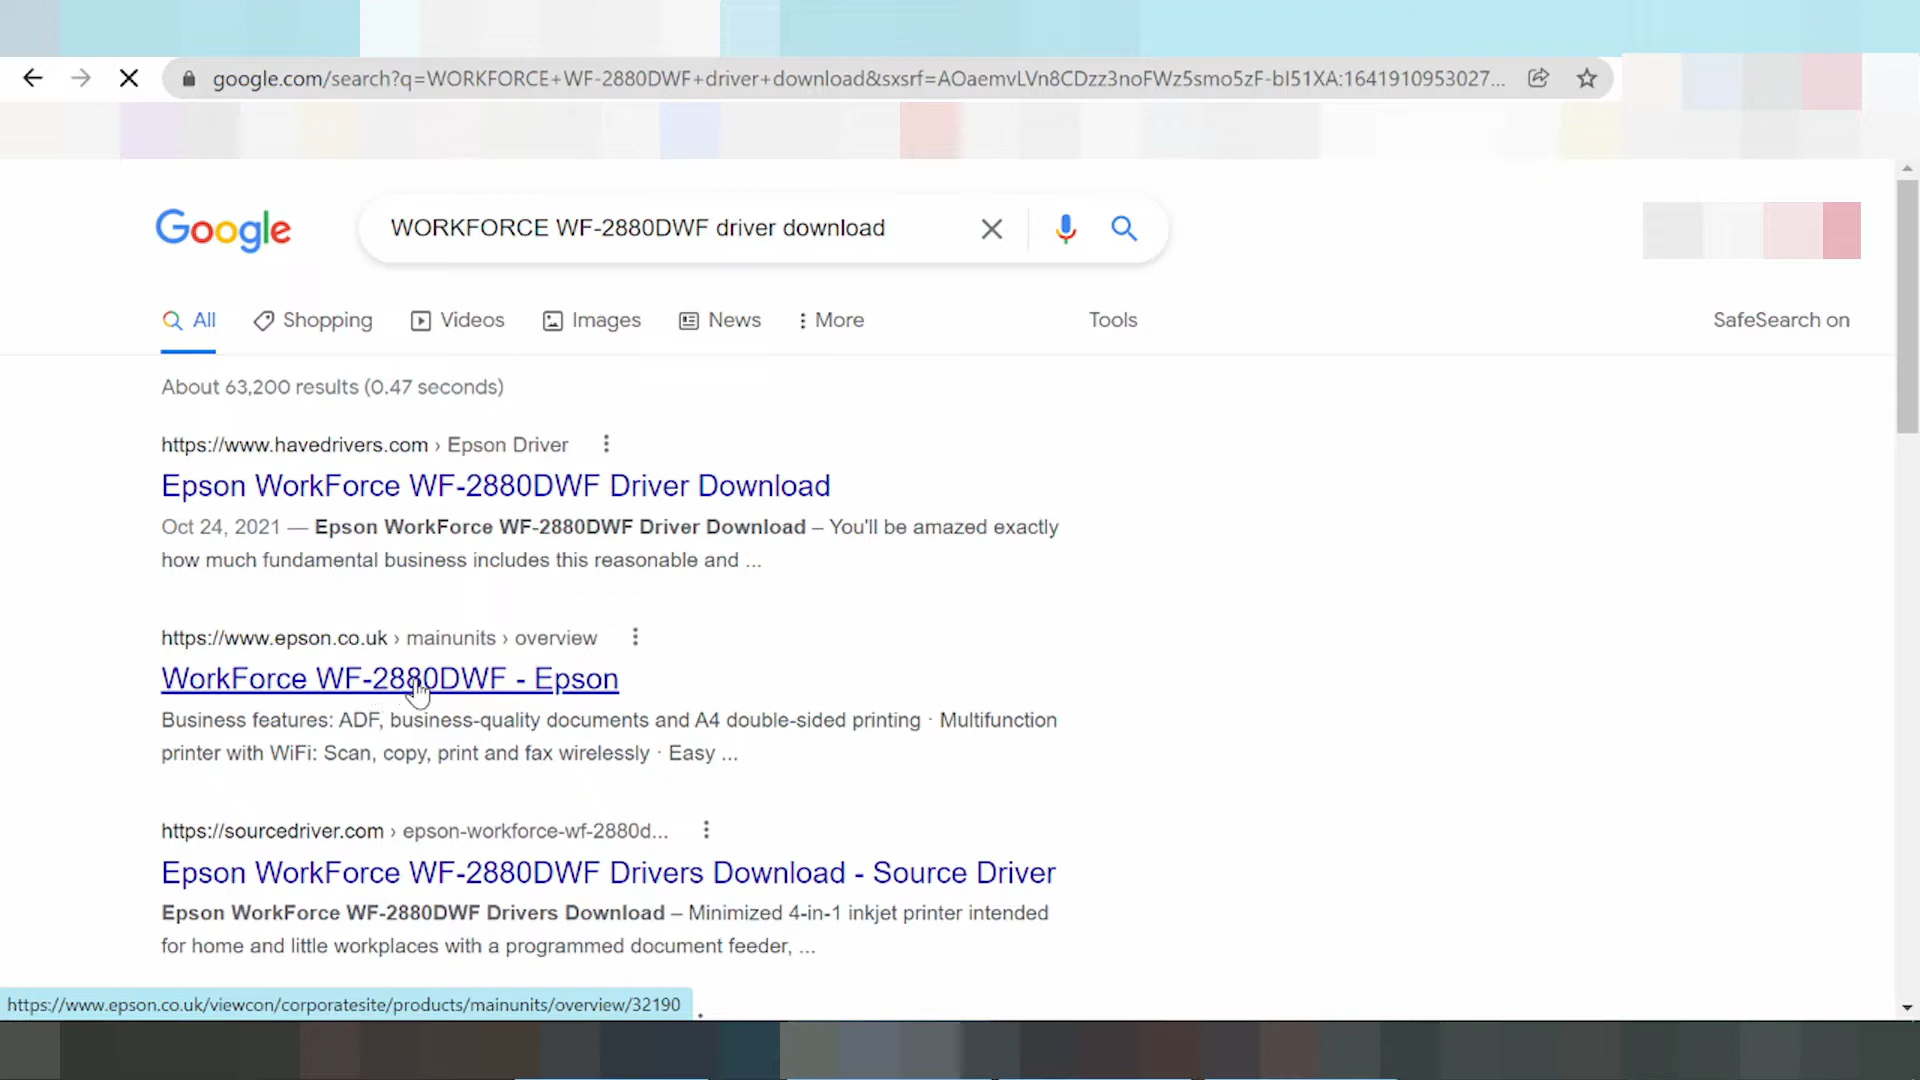 google.com/search?q=WORKFORCE+WF-2880DWF+driver+download&sxsrf=AOaemvLVn8CDzz3noFWz5smo5zF-bI51XA:1641910953027...
Google
WORKFORCE WF-2880DWF driver download
All Shopping Videos Images News More Tools SafeSearch on
About 63,200 results (0.47 seconds)
https://www.havedrivers.com › Epson Driver
Epson WorkForce WF-2880DWF Driver Download
Oct 24, 2021 — Epson WorkForce WF-2880DWF Driver Download – You'll be amazed exactly
how much fundamental business includes this reasonable and ...
https://www.epson.co.uk › mainunits › overview
WorkForce WF-2880DWF - Epson
Business features: ADF, business-quality documents and A4 double-sided printing · Multifunction
printer with WiFi: Scan, copy, print and fax wirelessly · Easy ...
https://sourcedriver.com › epson-workforce-wf-2880d...
Epson WorkForce WF-2880DWF Drivers Download - Source Driver
Epson WorkForce WF-2880DWF Drivers Download – Minimized 4-in-1 inkjet printer intended
for home and little workplaces with a programmed document feeder, ...
https://www.epson.co.uk/viewcon/corporatesite/products/mainunits/overview/32190